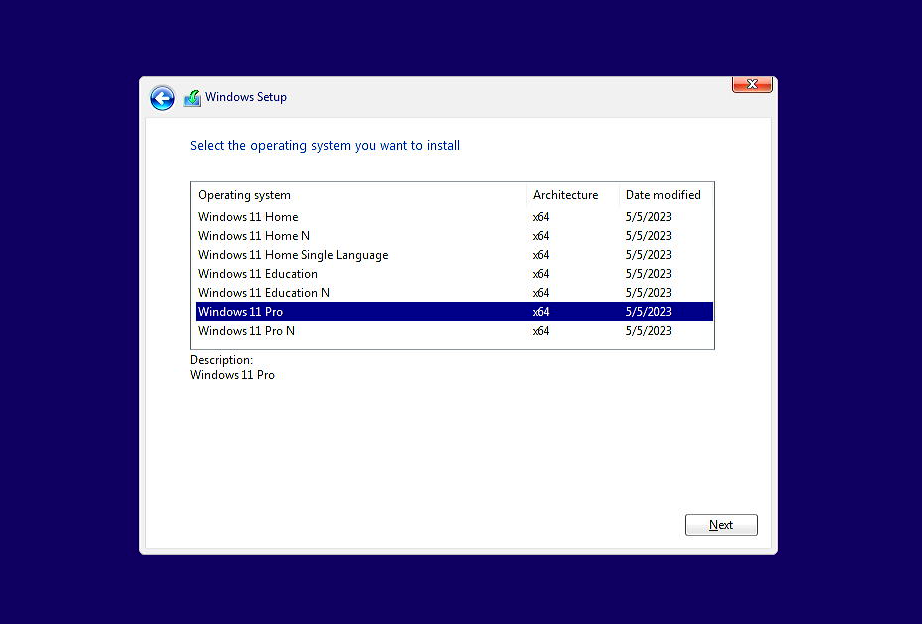 Windows Setup
Select the operating system you want to install
Operating system Architecture Date modified
Windows 11 Home x64 5/5/2023
Windows 11 Home N x64 5/5/2023
Windows 11 Home Single Language x64 5/5/2023
Windows 11 Education x64 5/5/2023
Windows 11 Education N x64 5/5/2023
Windows 11 Pro x64 5/5/2023
Windows 11 Pro N x64 5/5/2023
Description:
Windows 11 Pro
Next